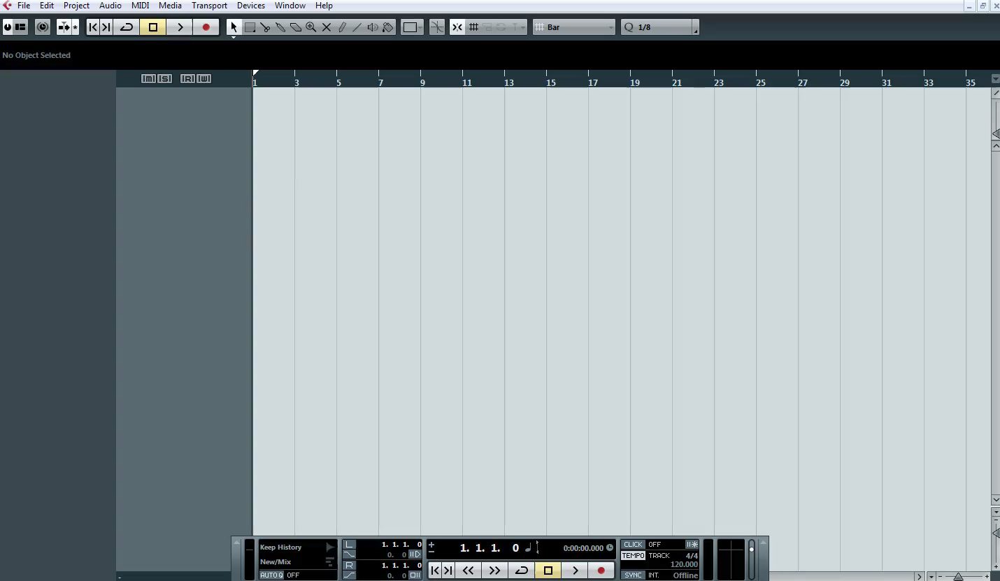 File Edit Project Audio MIDI Media Transport Devices Window Help
Bar Q 1/8
No Object Selected
M S R W
1 3 5 7 9 11 13 15 17 19 21 23 25 27 29 31 33 35
Keep History
New/Mix
AUTO Q OFF
L 1. 1. 1. 0
0. 0
R 1. 1. 1. 0
0. 0
1. 1. 1. 0 0:00:00.000
CLICK OFF
TEMPO TRACK 4/4
120.000
SYNC INT. Offline